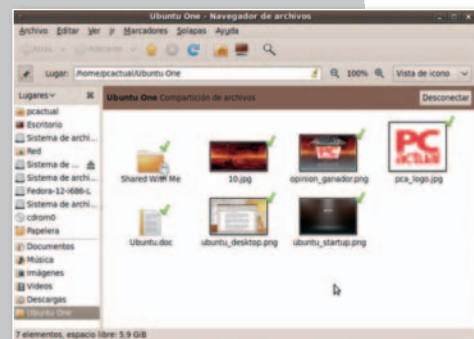 Ubuntu One - Navegador de archivos
Archivo Editar Ver Ir Marcadores Solapas Ayuda
Atrás Adelante
Lugar: /home/pcactual/Ubuntu One 100% Vista de icono
Lugares
Ubuntu One Compartición de archivos Desconectar
pcactual
Escritorio
Sistema de archi...
Red
Sistema de ...
Sistema de archi...
Fedora-12-i686-L
Sistema de archi...
cdrom0
Papelera
Documentos
Música
Imágenes
Vídeos
Descargas
Ubuntu One
PC
actual
Shared With Me 10.jpg opinion_ganador.png pca_logo.jpg
Ubuntu.doc ubuntu_desktop.png ubuntu_startup.png
7 elementos, espacio libre: 5,9 GiB